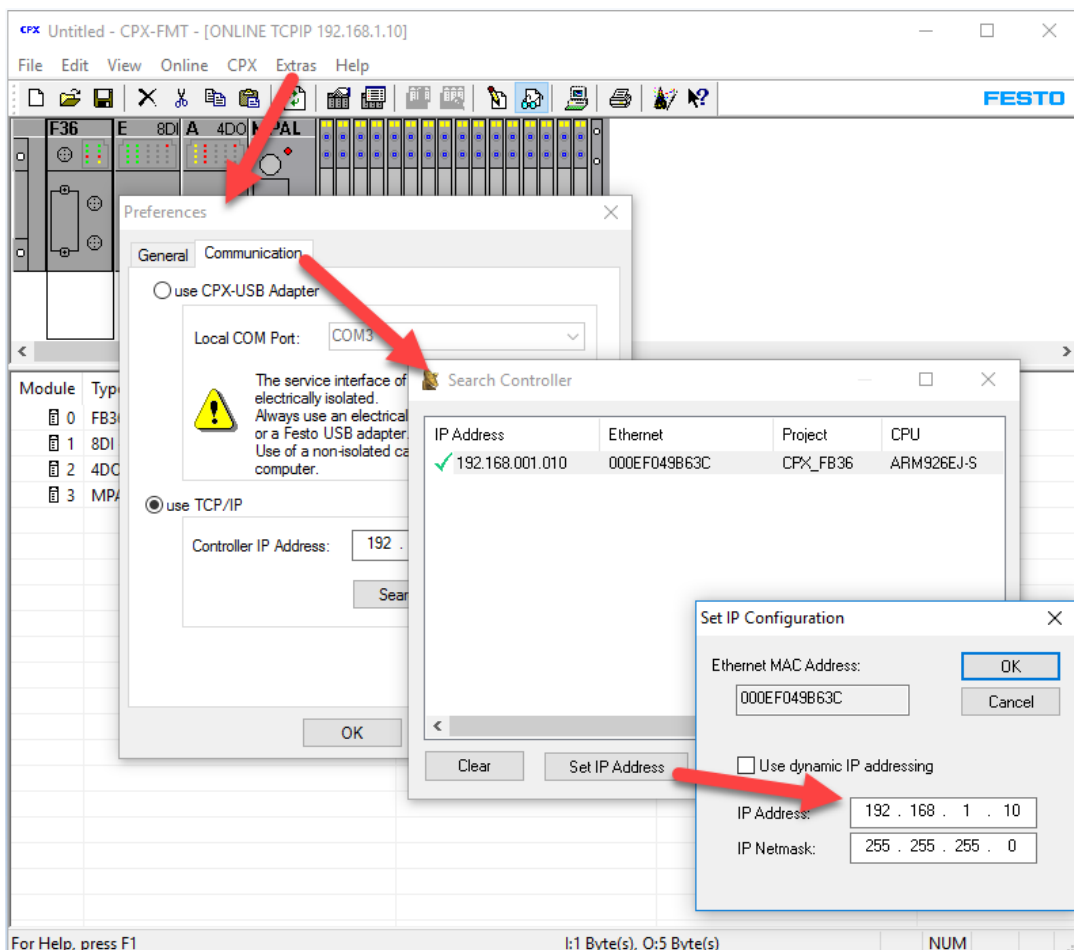 CPX Untitled - CPX-FMT - [ONLINE TCPIP 192.168.1.10]
File Edit View Online CPX Extras Help
FESTO
F36 E 8DI A 4DO
Preferences
General Communication
use CPX-USB Adapter
Local COM Port: COM3
The service interface of
electrically isolated.
Always use an electrical
or a Festo USB adapter.
Use of a non-isolated ca
computer.
use TCP/IP
Controller IP Address: 192 .
Sear
OK
Module Typ
0 FB3
1 8DI
2 4DO
3 MPA
Search Controller
IP Address Ethernet Project CPU
192.168.001.010 000EF049B63C CPX_FB36 ARM926EJ-S
Clear Set IP Address
Set IP Configuration
Ethernet MAC Address: OK
000EF049B63C Cancel
Use dynamic IP addressing
IP Address: 192 . 168 . 1 . 10
IP Netmask: 255 . 255 . 255 . 0
For Help, press F1 I:1 Byte(s), O:5 Byte(s) NUM